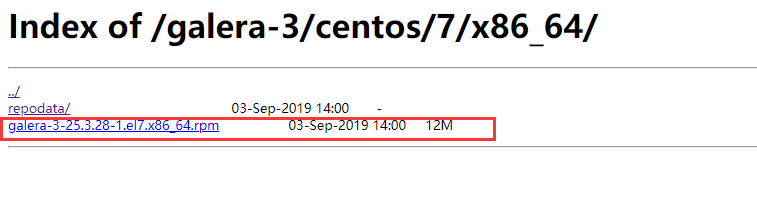 Index of /galera-3/centos/7/x86_64/
../
repodata/ 03-Sep-2019 14:00 -
galera-3-25.3.28-1.el7.x86_64.rpm 03-Sep-2019 14:00 12M